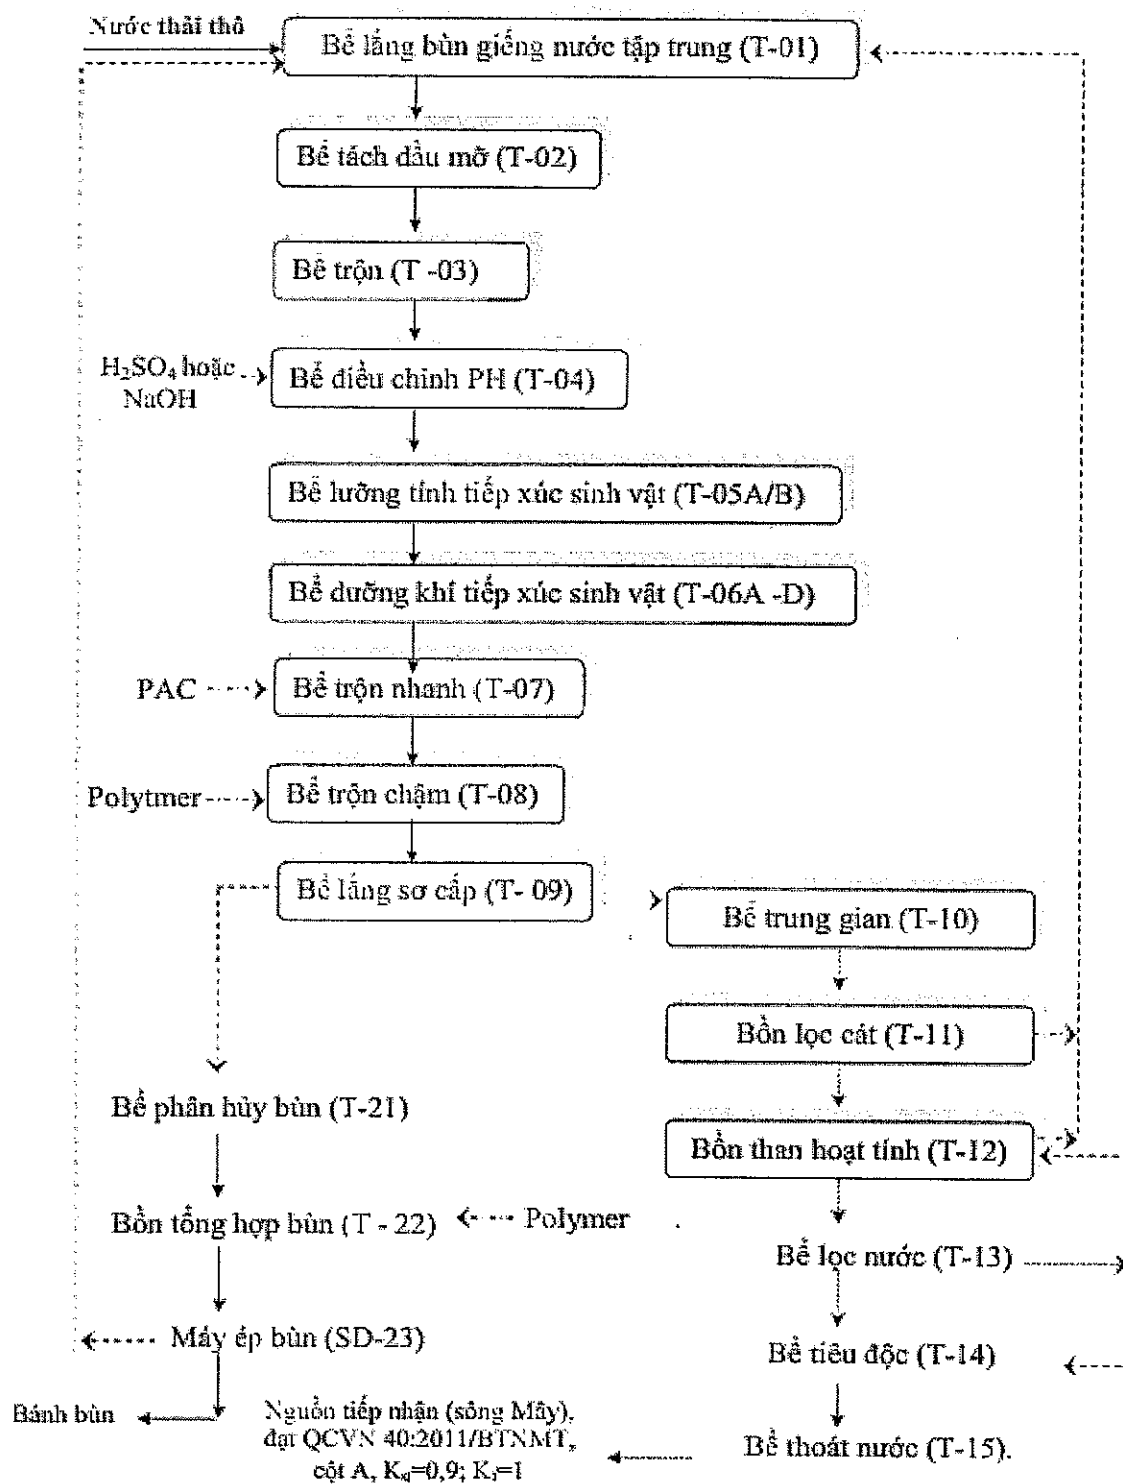 Nước thải thô
Bể lắng bùn giếng nước tập trung (T-01)
Bể tách dầu mỡ (T-02)
Bể trộn (T -03)
H₂SO₄ hoặc
NaOH
Bể điều chỉnh PH (T-04)
Bể lưỡng tính tiếp xúc sinh vật (T-05A/B)
Bể dưỡng khí tiếp xúc sinh vật (T-06A -D)
PAC
Bể trộn nhanh (T-07)
Polytmer
Bể trộn chậm (T-08)
Bể lắng sơ cấp (T- 09)
Bể trung gian (T-10)
Bồn lọc cát (T-11)
Bể phân hủy bùn (T-21)
Bồn than hoạt tính (T-12)
Bồn tổng hợp bùn (T - 22)
Polymer
Bể lọc nước (T-13)
Máy ép bùn (SD-23)
Bể tiêu độc (T-14)
Bánh bùn
Nguồn tiếp nhận (sông Mây),
đạt QCVN 40:2011/BTNMT,
cột A, Kq=0,9; Kf=1
Bể thoát nước (T-15).